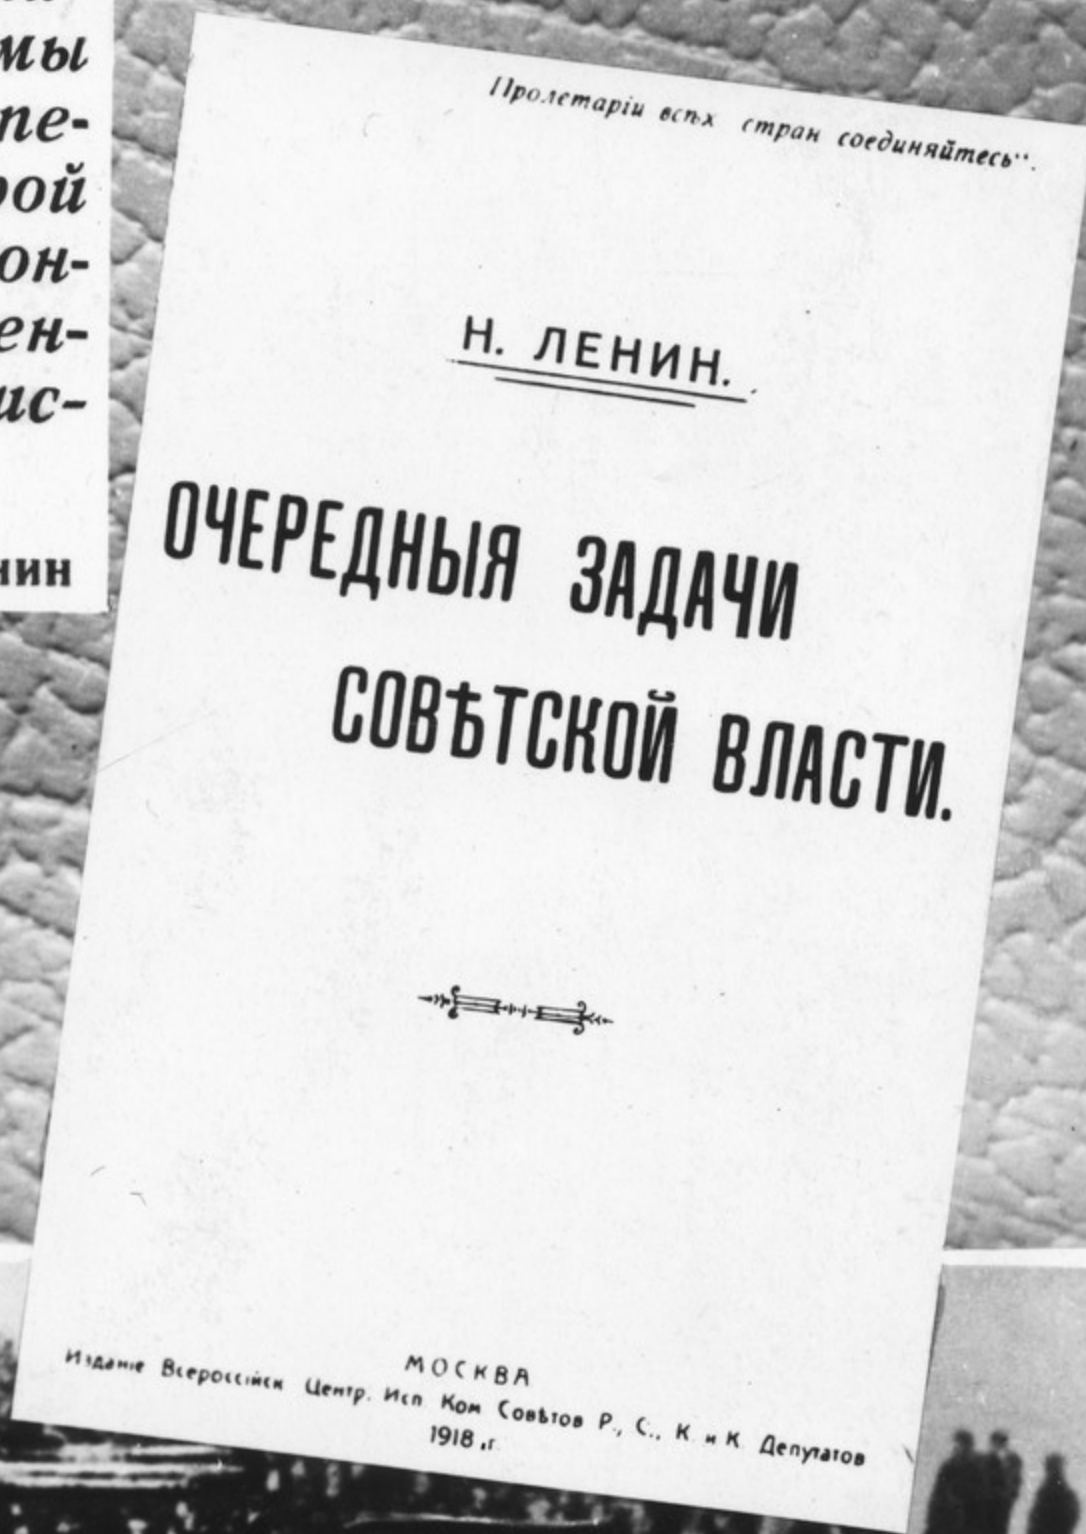 мы
пе-
рой
он-
ен-
ис-
нин
Пролетаріи всѣх стран соединяйтесь".
Н. ЛЕНИН.
ОЧЕРЕДНЫЯ ЗАДАЧИ
СОВѢТСКОЙ ВЛАСТИ.
МОСКВА
Изданіе Всероссійск Центр. Исп Ком Совѣтов Р., С., К. и К. Депутатов
1918 г.